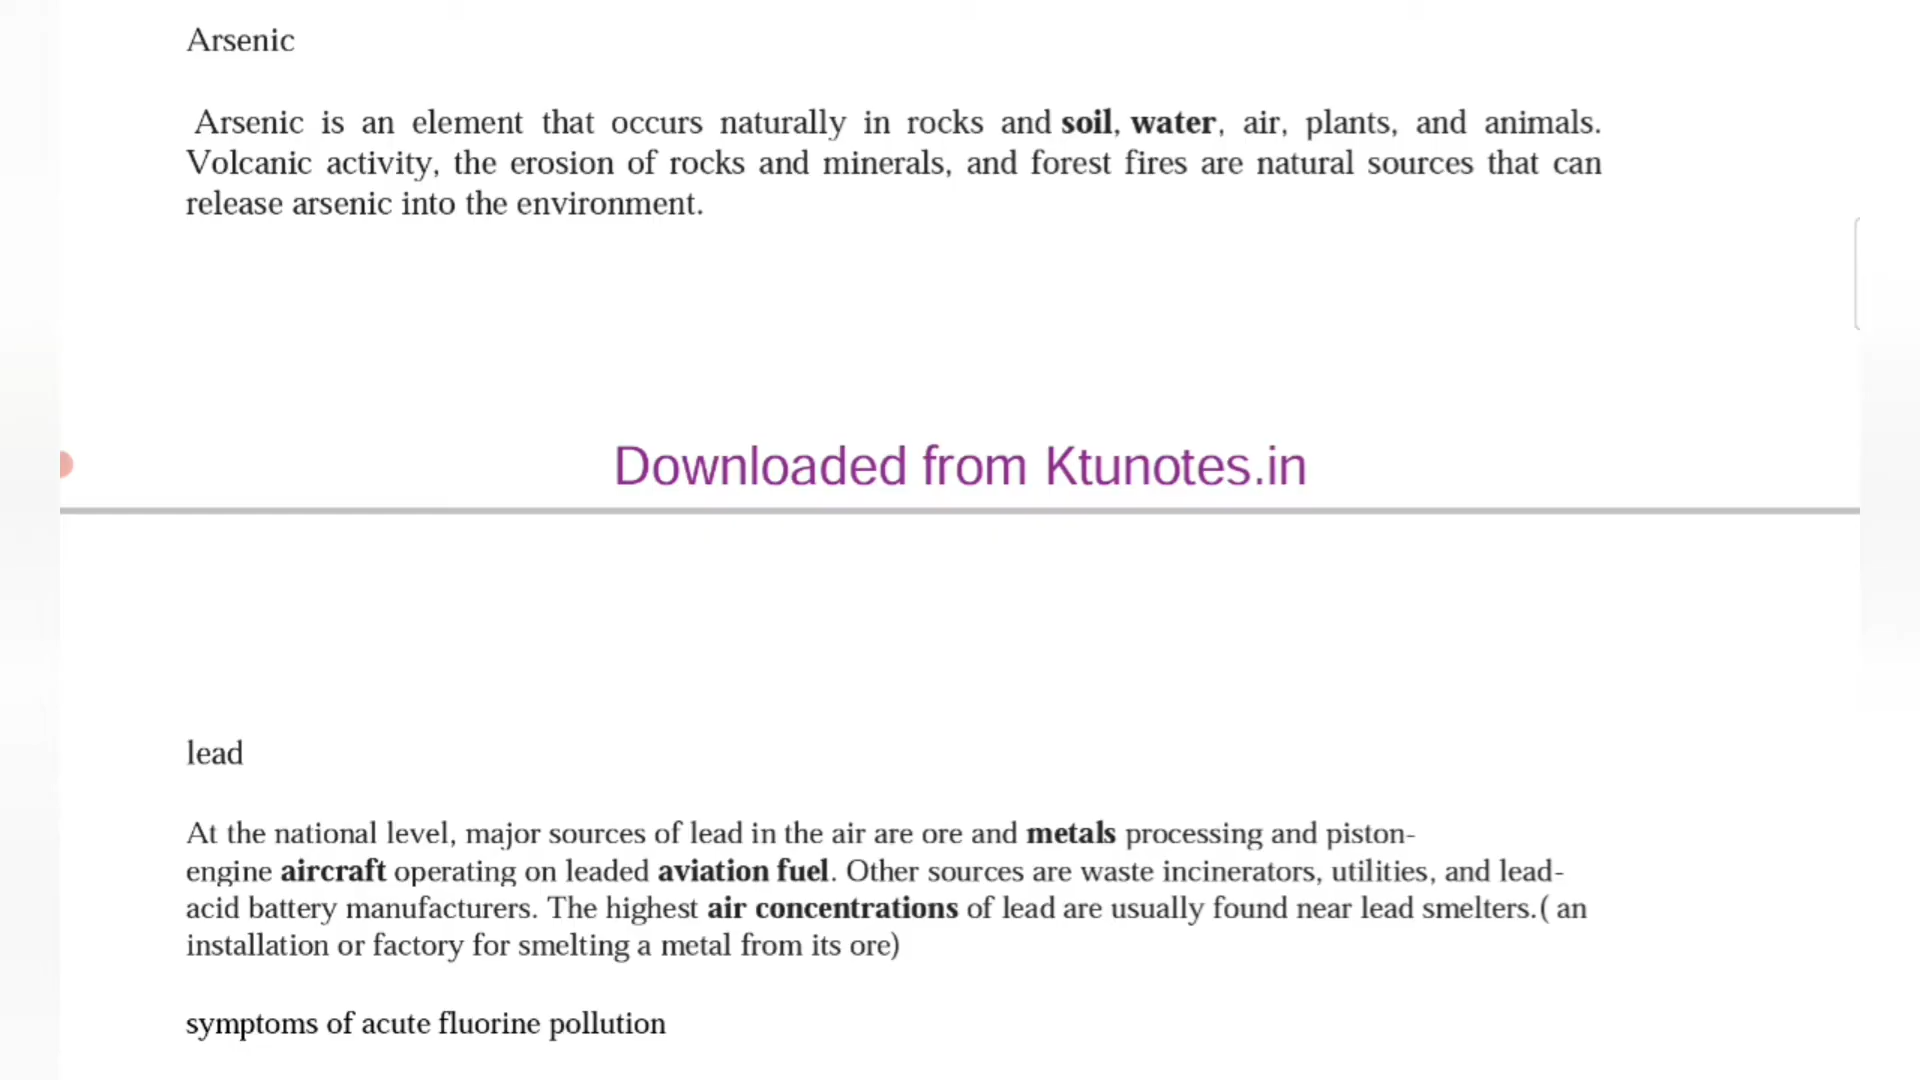 Arsenic
Arsenic is an element that occurs naturally in rocks and soil, water, air, plants, and animals.
Volcanic activity, the erosion of rocks and minerals, and forest fires are natural sources that can
release arsenic into the environment.
Downloaded from Ktunotes.in
lead
At the national level, major sources of lead in the air are ore and metals processing and piston-
engine aircraft operating on leaded aviation fuel. Other sources are waste incinerators, utilities, and lead-
acid battery manufacturers. The highest air concentrations of lead are usually found near lead smelters.( an
installation or factory for smelting a metal from its ore)
symptoms of acute fluorine pollution